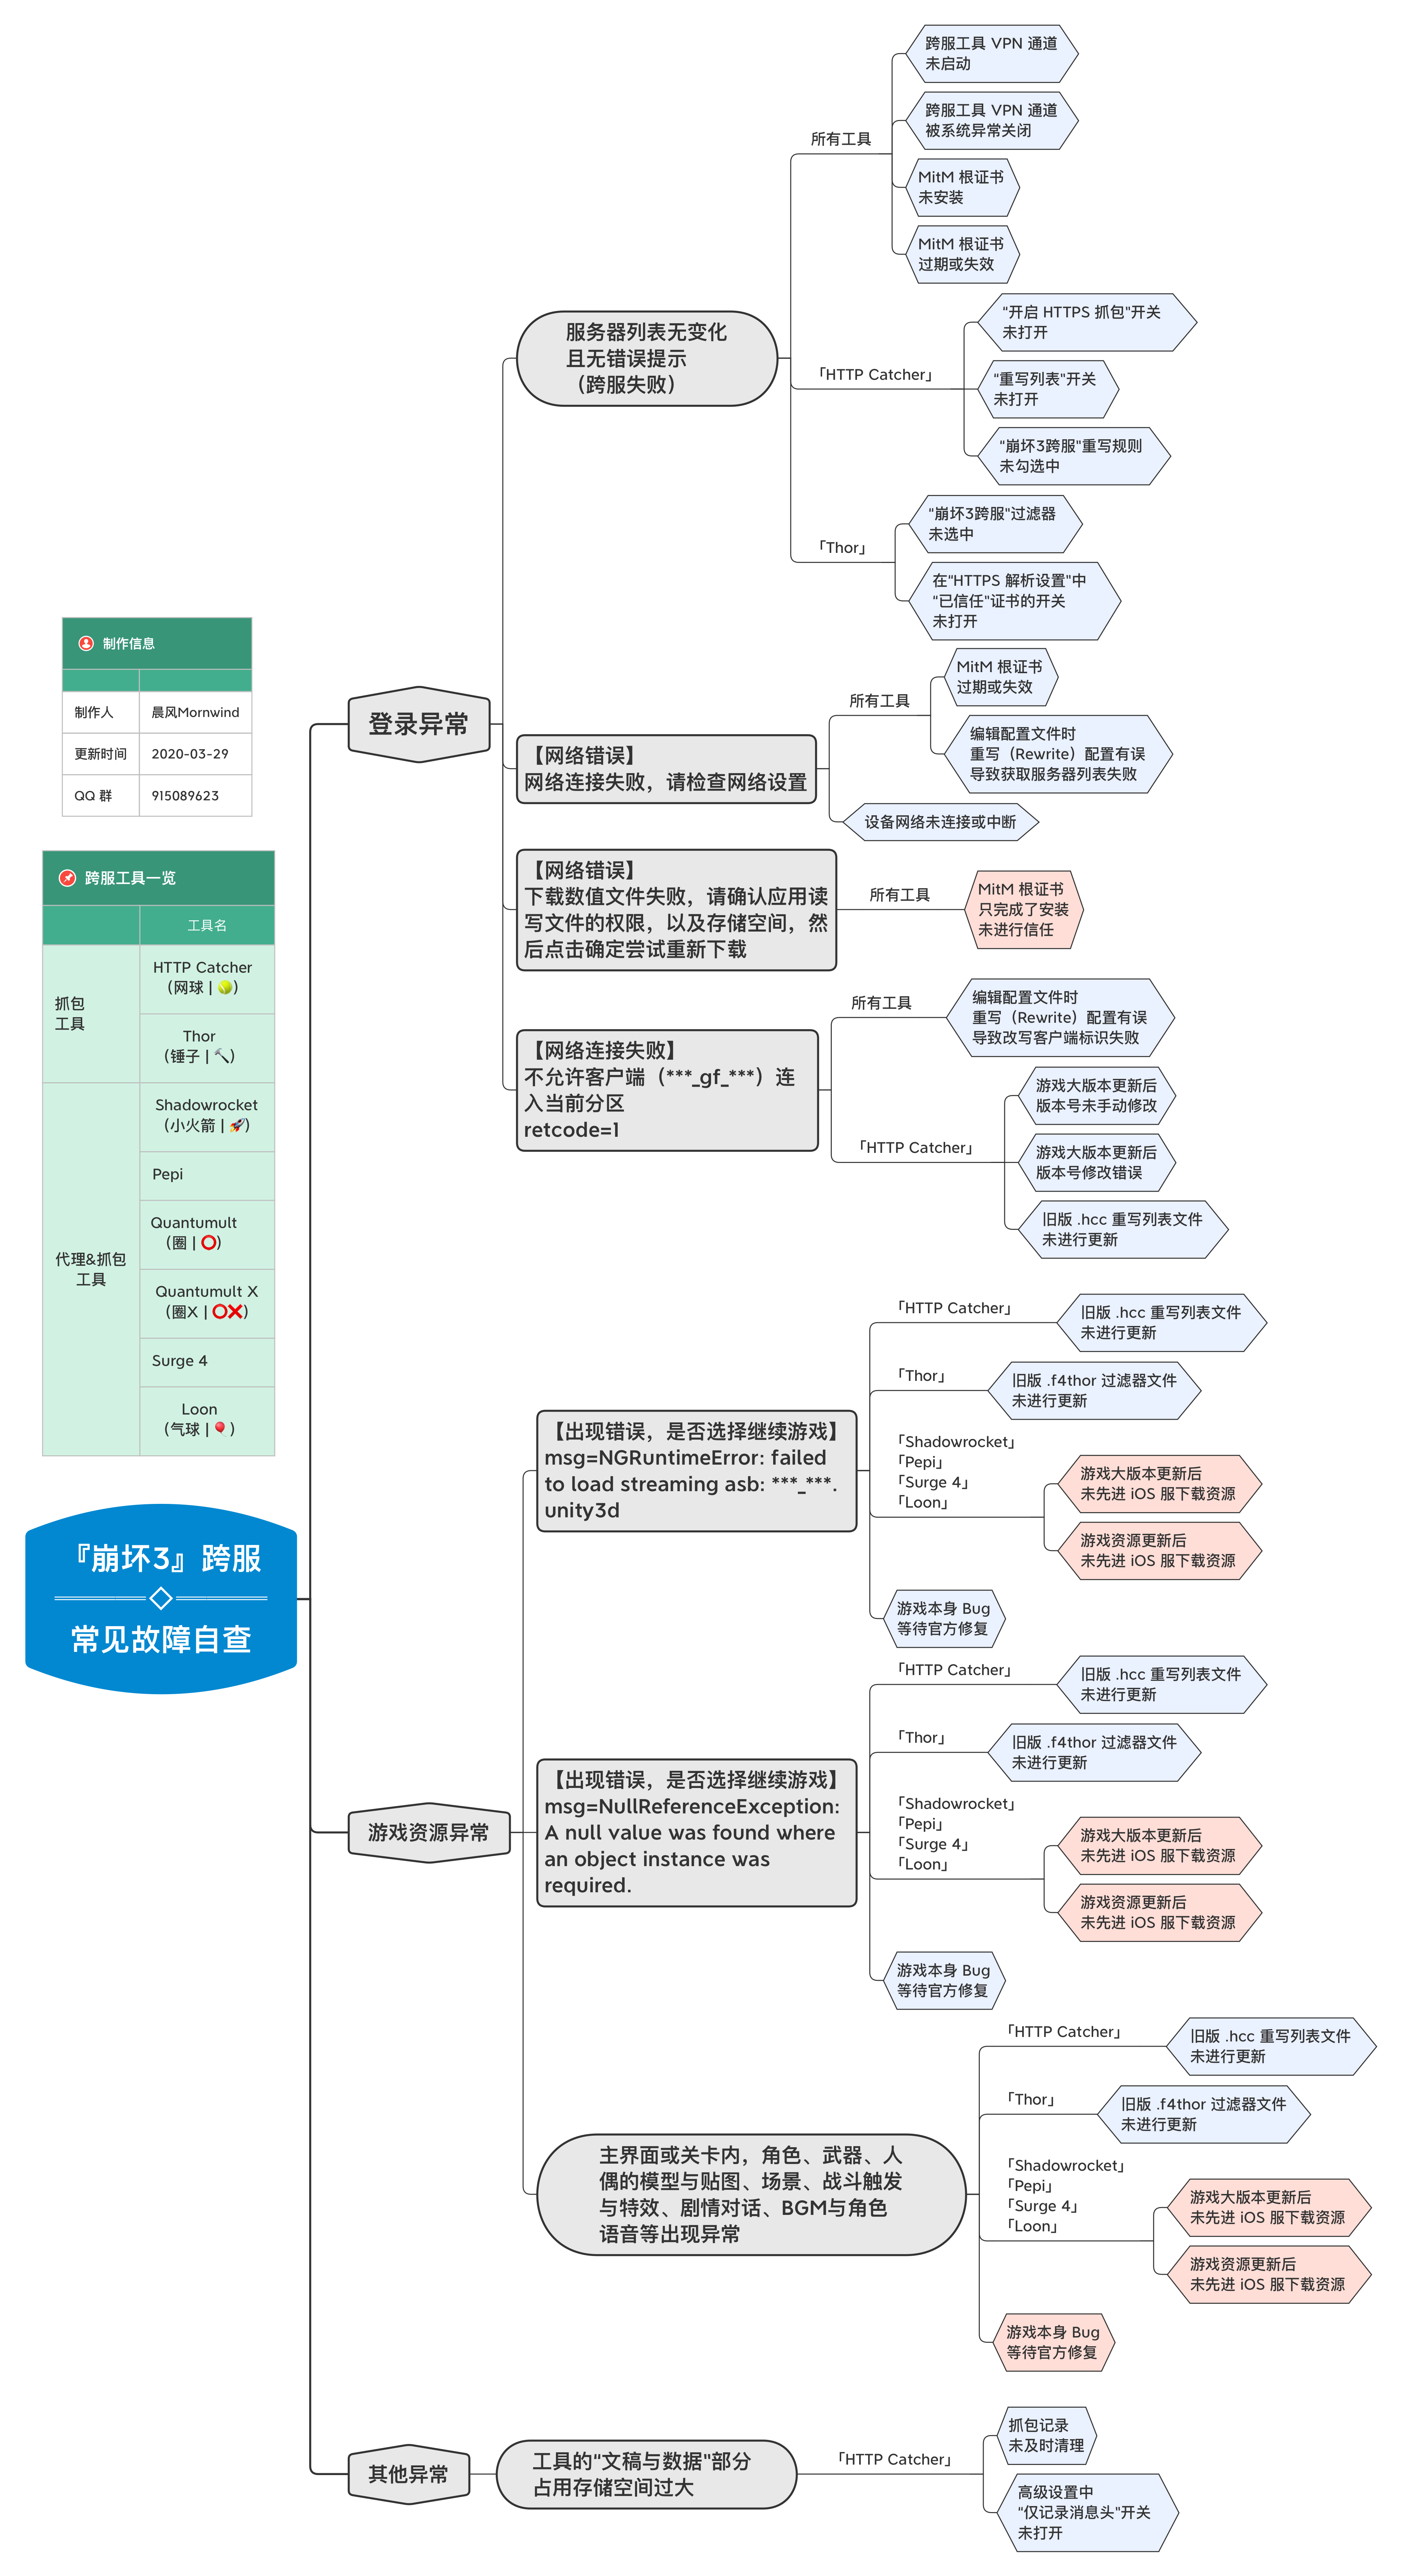 制作信息
制作人
晨风Mornwind
更新时间
2020-03-29
QQ 群
915089623
跨服工具一览
工具名
抓包
工具
HTTP Catcher
（网球 | 🎾）
Thor
（锤子 | 🔨）
代理&抓包
工具
Shadowrocket
（小火箭 | 🚀）
Pepi
Quantumult
（圈 | ⭕）
Quantumult X
（圈X | ⭕❌）
Surge 4
Loon
（气球 | 🎈）
『崩坏3』跨服
常见故障自查
登录异常
服务器列表无变化
且无错误提示
（跨服失败）
所有工具
跨服工具 VPN 通道
未启动
跨服工具 VPN 通道
被系统异常关闭
MitM 根证书
未安装
MitM 根证书
过期或失效
「HTTP Catcher」
"开启 HTTPS 抓包"开关
未打开
"重写列表"开关
未打开
"崩坏3跨服"重写规则
未勾选中
「Thor」
"崩坏3跨服"过滤器
未选中
在"HTTPS 解析设置"中
"已信任"证书的开关
未打开
【网络错误】
网络连接失败，请检查网络设置
所有工具
MitM 根证书
过期或失效
编辑配置文件时
重写（Rewrite）配置有误
导致获取服务器列表失败
设备网络未连接或中断
【网络错误】
下载数值文件失败，请确认应用读
写文件的权限，以及存储空间，然
后点击确定尝试重新下载
所有工具
MitM 根证书
只完成了安装
未进行信任
【网络连接失败】
不允许客户端（***_gf_***）连
入当前分区
retcode=1
所有工具
编辑配置文件时
重写（Rewrite）配置有误
导致改写客户端标识失败
「HTTP Catcher」
游戏大版本更新后
版本号未手动修改
游戏大版本更新后
版本号修改错误
旧版 .hcc 重写列表文件
未进行更新
游戏资源异常
【出现错误，是否选择继续游戏】
msg=NGRuntimeError: failed
to load streaming asb: ***_***.
unity3d
「HTTP Catcher」
旧版 .hcc 重写列表文件
未进行更新
「Thor」
旧版 .f4thor 过滤器文件
未进行更新
「Shadowrocket」
「Pepi」
「Surge 4」
「Loon」
游戏大版本更新后
未先进 iOS 服下载资源
游戏资源更新后
未先进 iOS 服下载资源
游戏本身 Bug
等待官方修复
【出现错误，是否选择继续游戏】
msg=NullReferenceException:
A null value was found where
an object instance was
required.
「HTTP Catcher」
旧版 .hcc 重写列表文件
未进行更新
「Thor」
旧版 .f4thor 过滤器文件
未进行更新
「Shadowrocket」
「Pepi」
「Surge 4」
「Loon」
游戏大版本更新后
未先进 iOS 服下载资源
游戏资源更新后
未先进 iOS 服下载资源
游戏本身 Bug
等待官方修复
主界面或关卡内，角色、武器、人
偶的模型与贴图、场景、战斗触发
与特效、剧情对话、BGM与角色
语音等出现异常
「HTTP Catcher」
旧版 .hcc 重写列表文件
未进行更新
「Thor」
旧版 .f4thor 过滤器文件
未进行更新
「Shadowrocket」
「Pepi」
「Surge 4」
「Loon」
游戏大版本更新后
未先进 iOS 服下载资源
游戏资源更新后
未先进 iOS 服下载资源
游戏本身 Bug
等待官方修复
其他异常
工具的"文稿与数据"部分
占用存储空间过大
「HTTP Catcher」
抓包记录
未及时清理
高级设置中
"仅记录消息头"开关
未打开